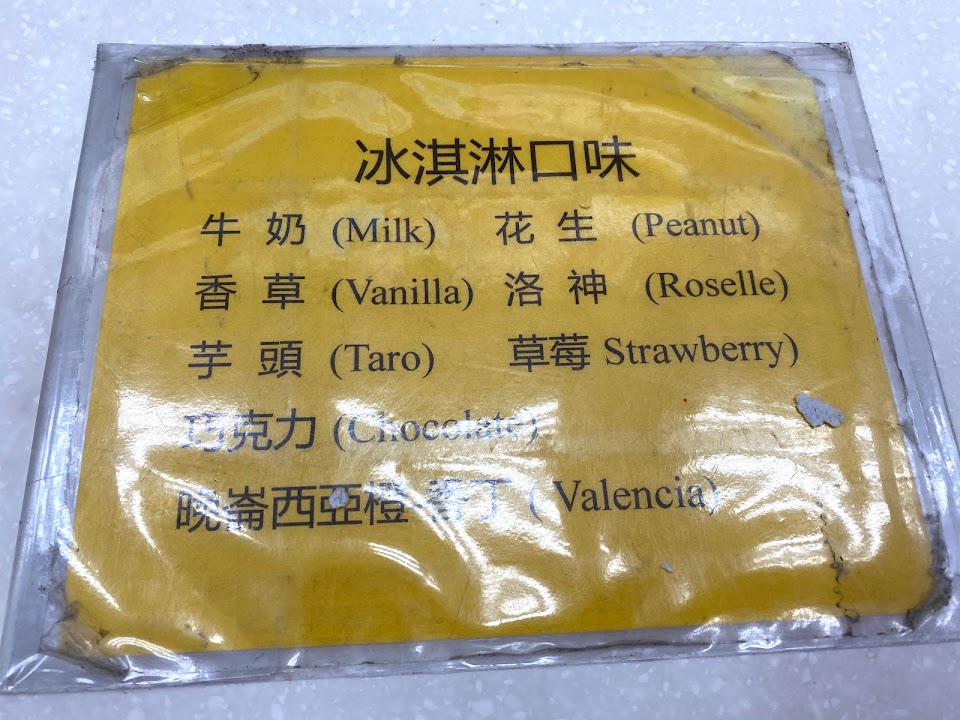 冰淇淋口味
牛 奶 (Milk) 花 生 (Peanut)
香 草 (Vanilla) 洛 神 (Roselle)
芋 頭 (Taro) 草莓 Strawberry)
巧克力 (Chocolate)
晚崙西亞橙-香丁 ( Valencia)